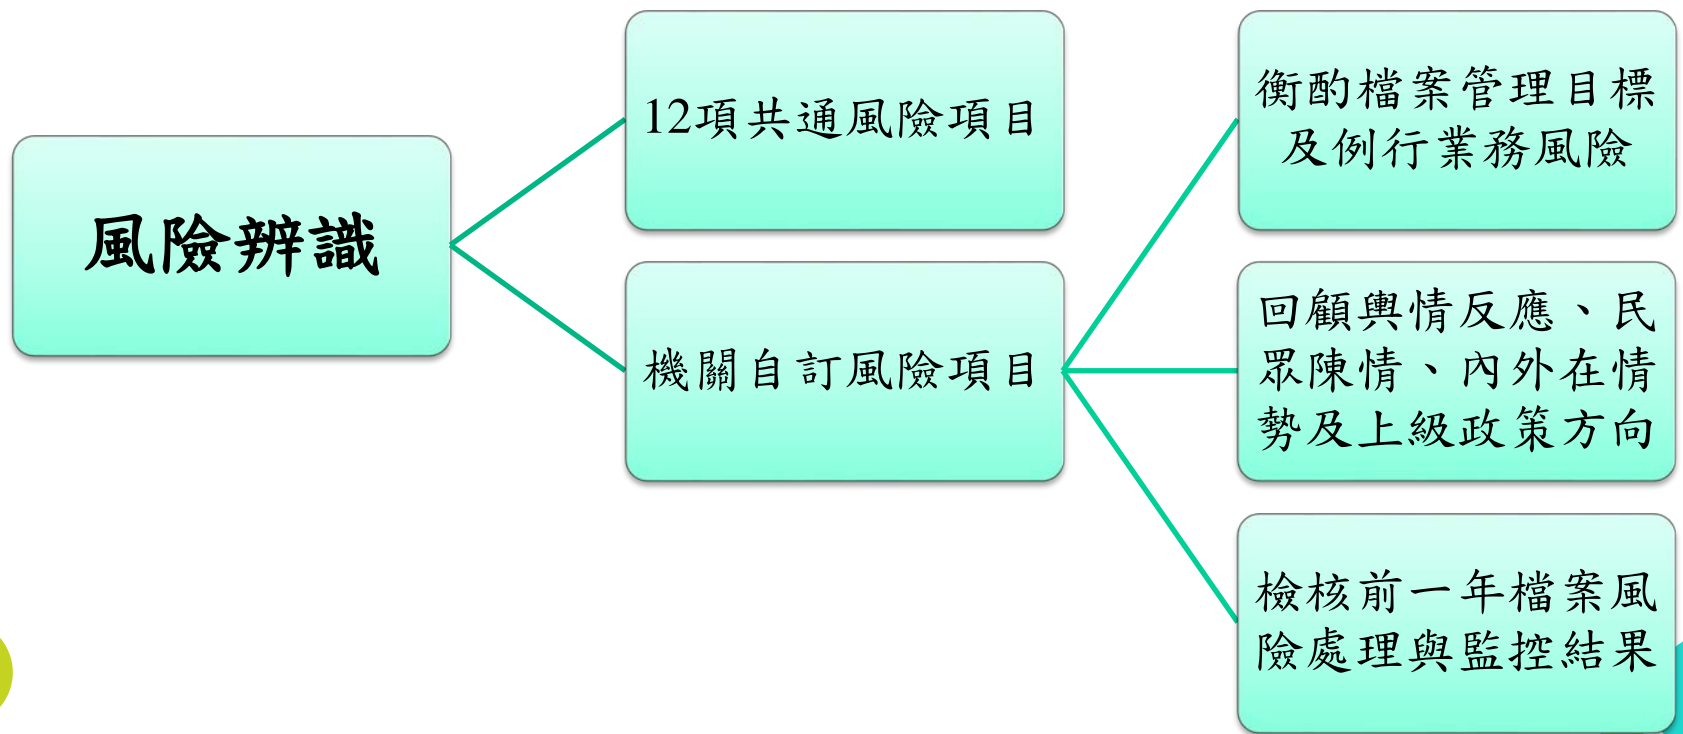 風險辨識
12項共通風險項目
機關自訂風險項目
衡酌檔案管理目標
及例行業務風險
回顧輿情反應、民
眾陳情、內外在情
勢及上級政策方向
檢核前一年檔案風
險處理與監控結果